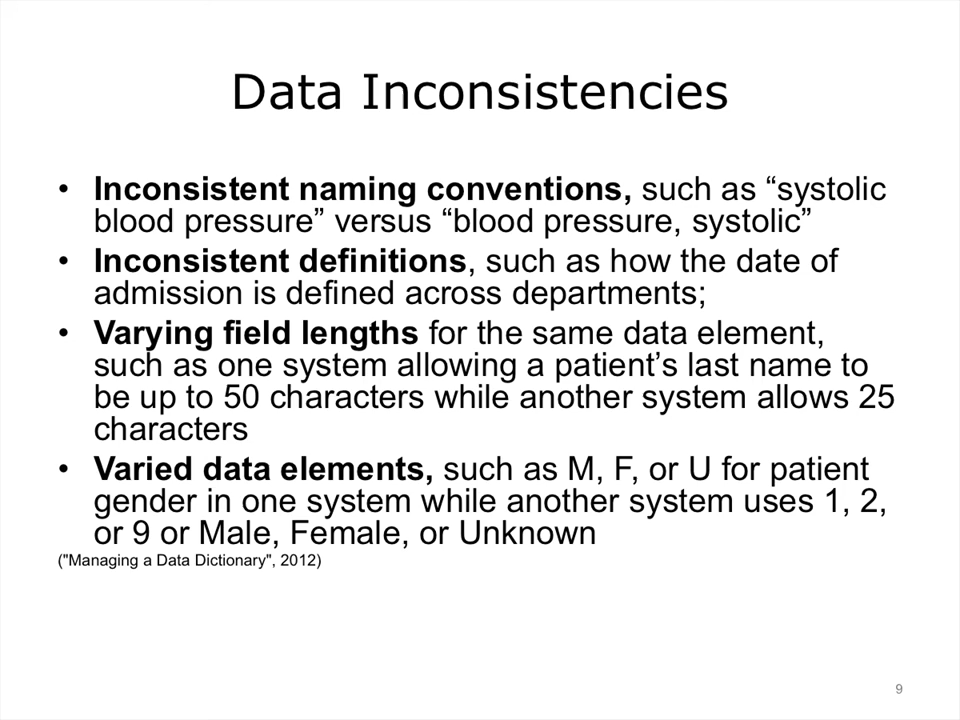 Data Inconsistencies
• Inconsistent naming conventions, such as “systolic
blood pressure” versus “blood pressure, systolic”
• Inconsistent definitions, such as how the date of
admission is defined across departments;
• Varying field lengths for the same data element,
such as one system allowing a patient’s last name to
be up to 50 characters while another system allows 25
characters
• Varied data elements, such as M, F, or U for patient
gender in one system while another system uses 1, 2,
or 9 or Male, Female, or Unknown
("Managing a Data Dictionary", 2012)
9